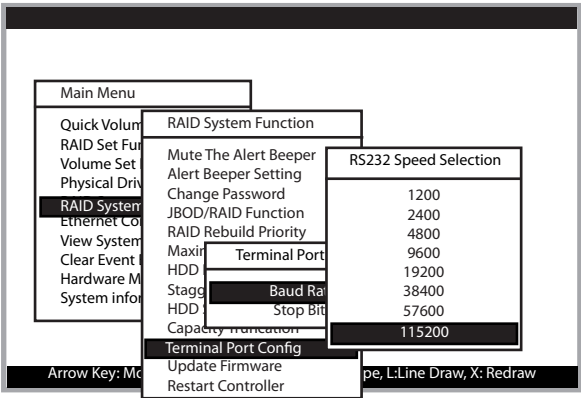 Main Menu
Quick Volum
RAID Set Fu
Volume Set
Physical Driv
RAID System
Ethernet Co
View System
Clear Event
Hardware M
System infor
RAID System Function
Mute The Alert Beeper
Alert Beeper Setting
Change Password
JBOD/RAID Function
RAID Rebuild Priority
Maxi
HDD
Stagg
HDD
Capacity Truncation
Terminal Port Config
Update Firmware
Restart Controller
Terminal Port
Baud Ra
Stop Bit
RS232 Speed Selection
1200
2400
4800
9600
19200
38400
57600
115200
Arrow Key: Mo
pe, L:Line Draw, X: Redraw